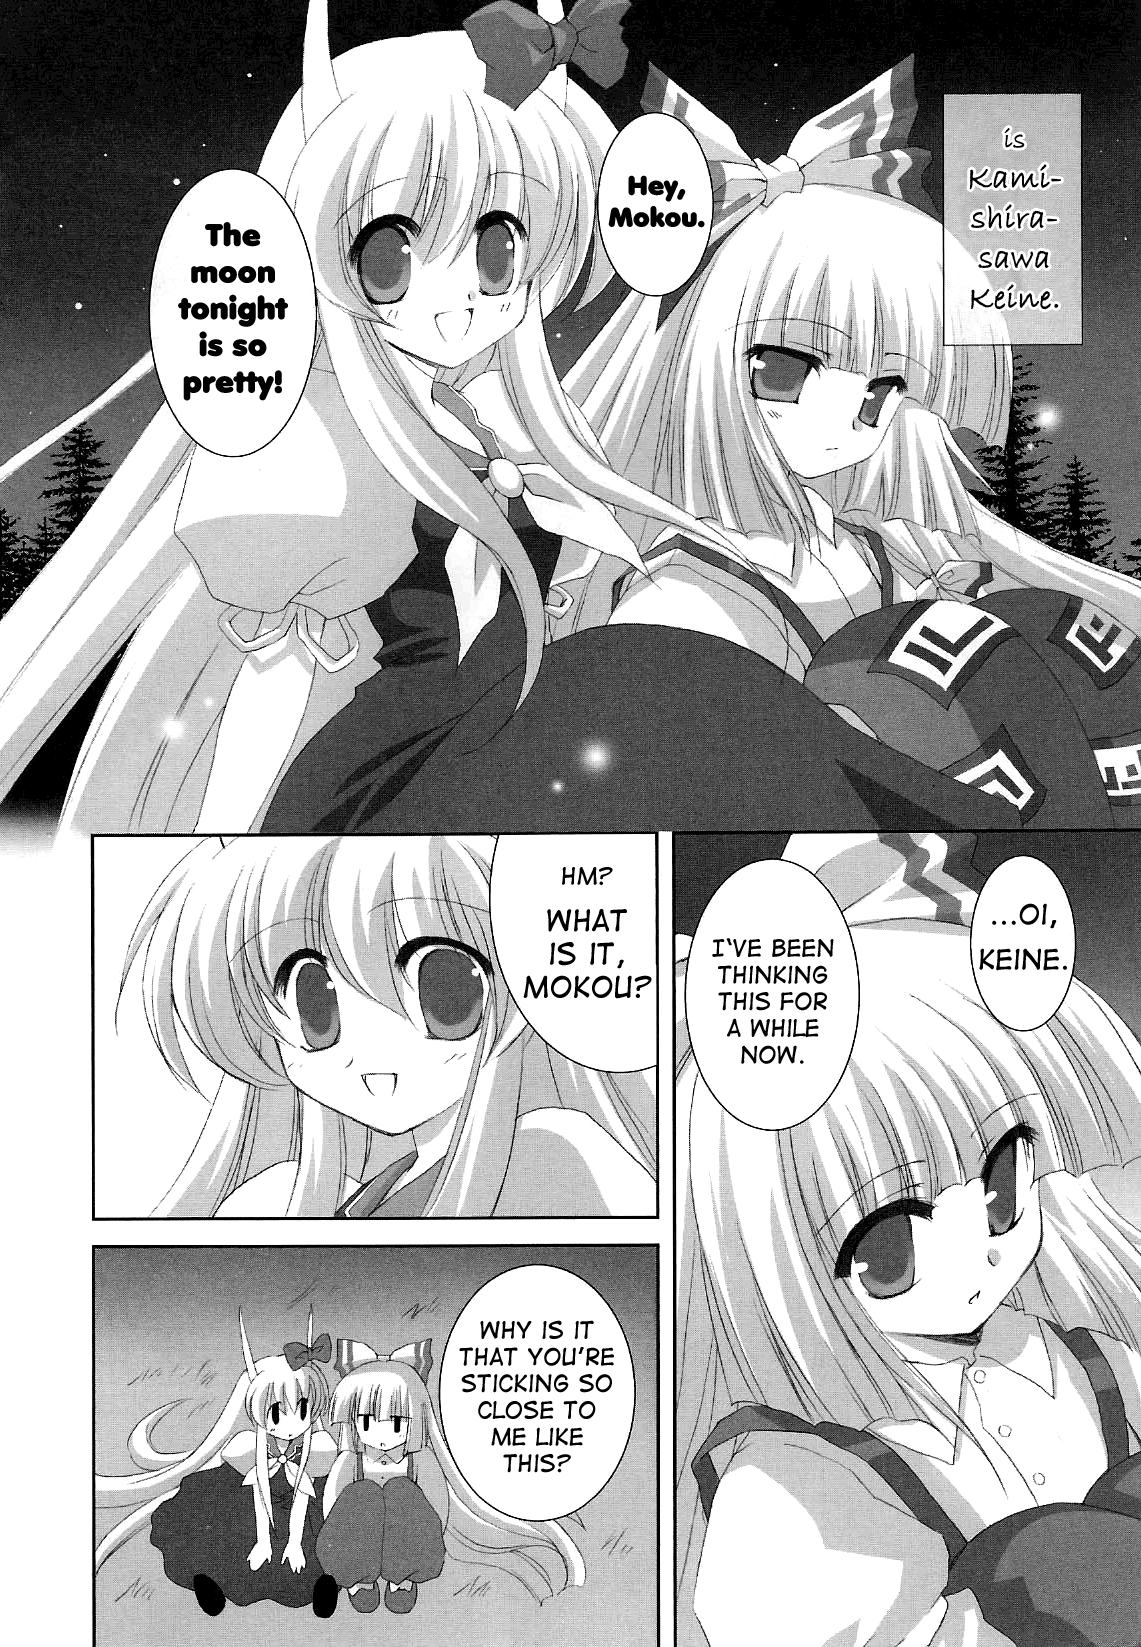 is
Kami-
shira-
sawa
Keine.
Hey,
Mokou.
The
moon
tonight
is so
pretty!
...OI,
KEINE.
I'VE BEEN
THINKING
THIS FOR
A WHILE
NOW.
HM?
WHAT
IS IT,
MOKOU?
WHY IS IT
THAT YOU'RE
STICKING SO
CLOSE TO
ME LIKE
THIS?